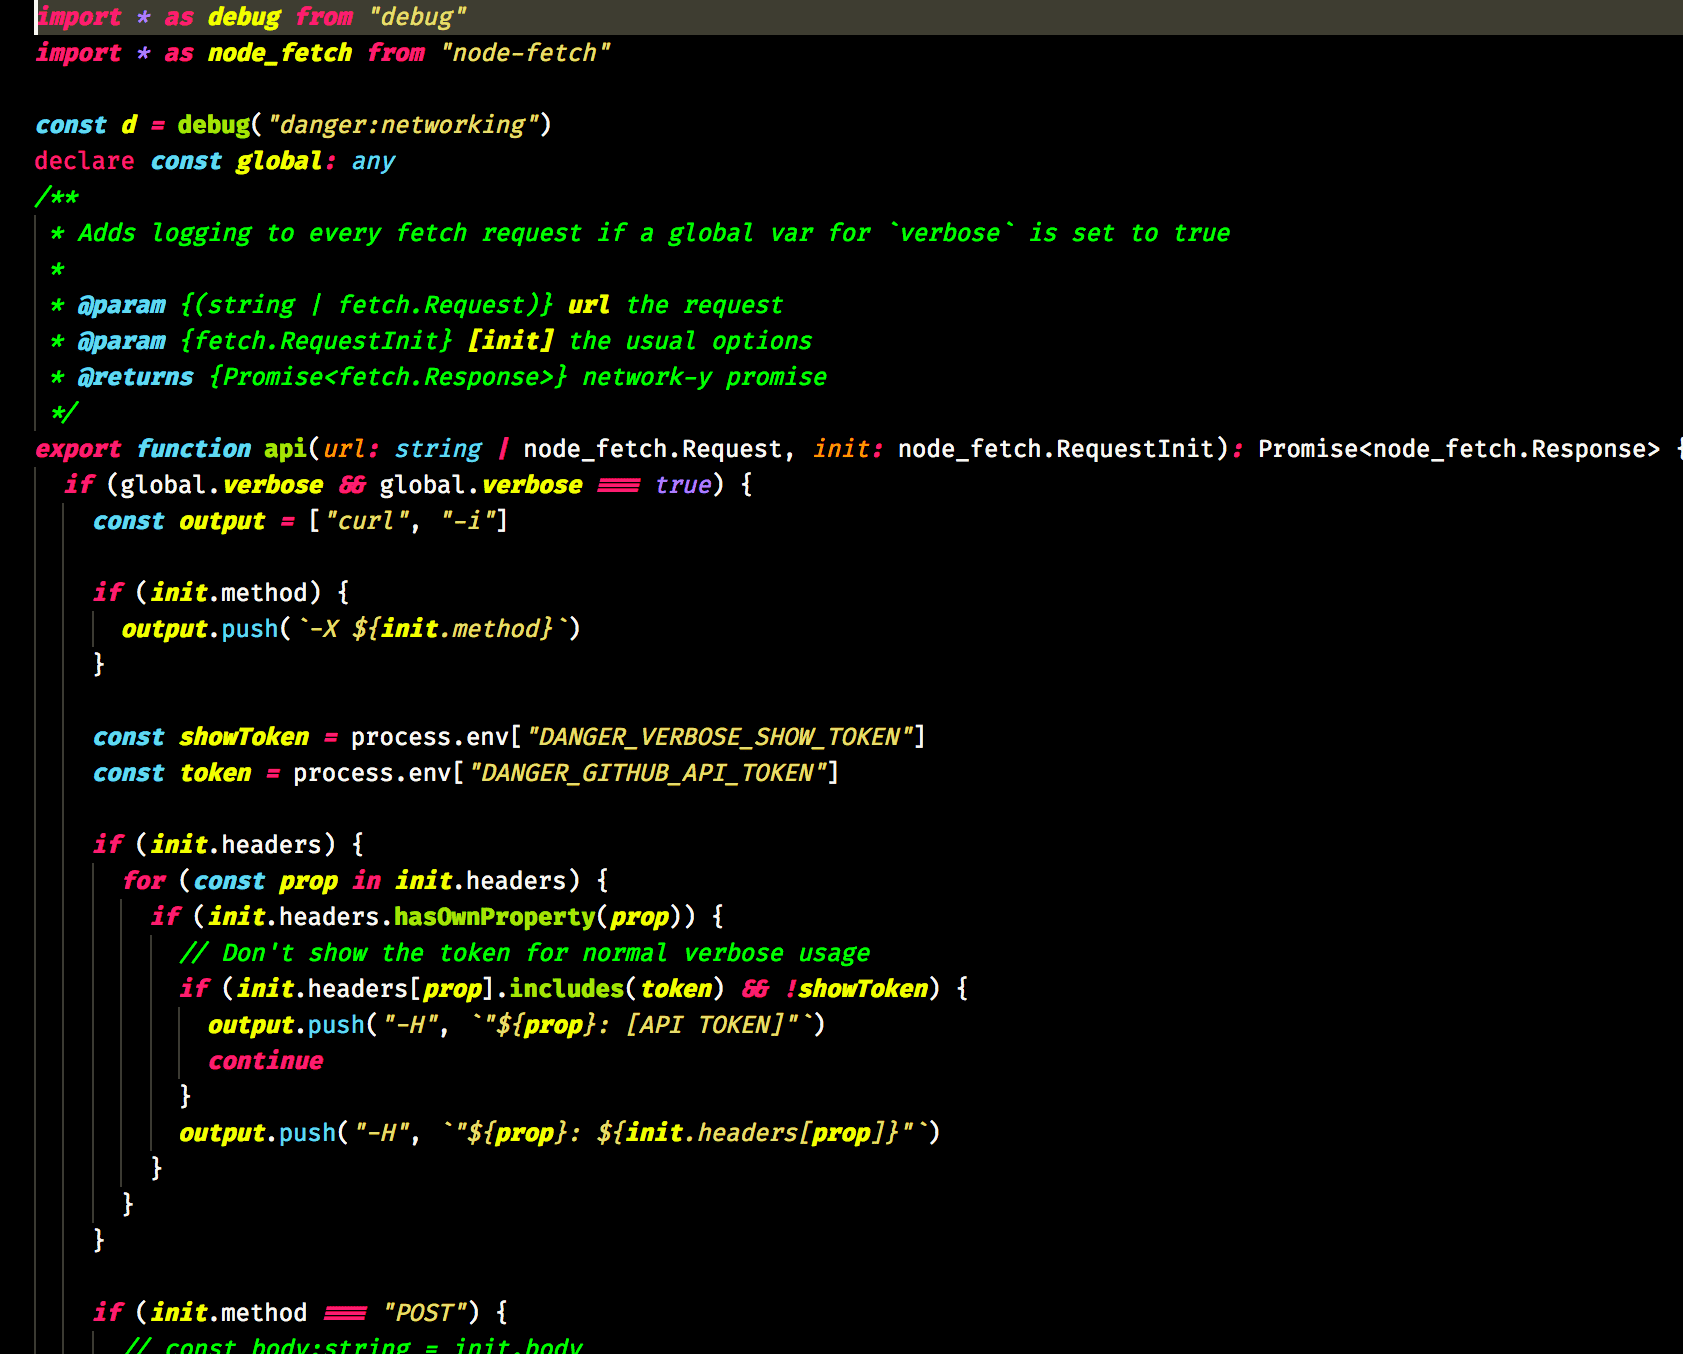 import * as debug from "debug"
import * as node_fetch from "node-fetch"
const d = debug("danger:networking")
declare const global: any
/**
* Adds logging to every fetch request if a global var for `verbose` is set to true
*
* @param {(string | fetch.Request)} url the request
* @param {fetch.RequestInit} [init] the usual options
* @returns {Promise<fetch.Response>} network-y promise
*/
export function api(url: string | node_fetch.Request, init: node_fetch.RequestInit): Promise<node_fetch.Response> {
if (global.verbose && global.verbose === true) {
const output = ["curl", "-i"]
if (init.method) {
output.push(`-X ${init.method}`)
}
const showToken = process.env["DANGER_VERBOSE_SHOW_TOKEN"]
const token = process.env["DANGER_GITHUB_API_TOKEN"]
if (init.headers) {
for (const prop in init.headers) {
if (init.headers.hasOwnProperty(prop)) {
// Don't show the token for normal verbose usage
if (init.headers[prop].includes(token) && !showToken) {
output.push("-H", `"${prop}: [API TOKEN]"`)
continue
}
output.push("-H", `"${prop}: ${init.headers[prop]}"`)
}
}
}
if (init.method === "POST") {
// const body:string = init.body